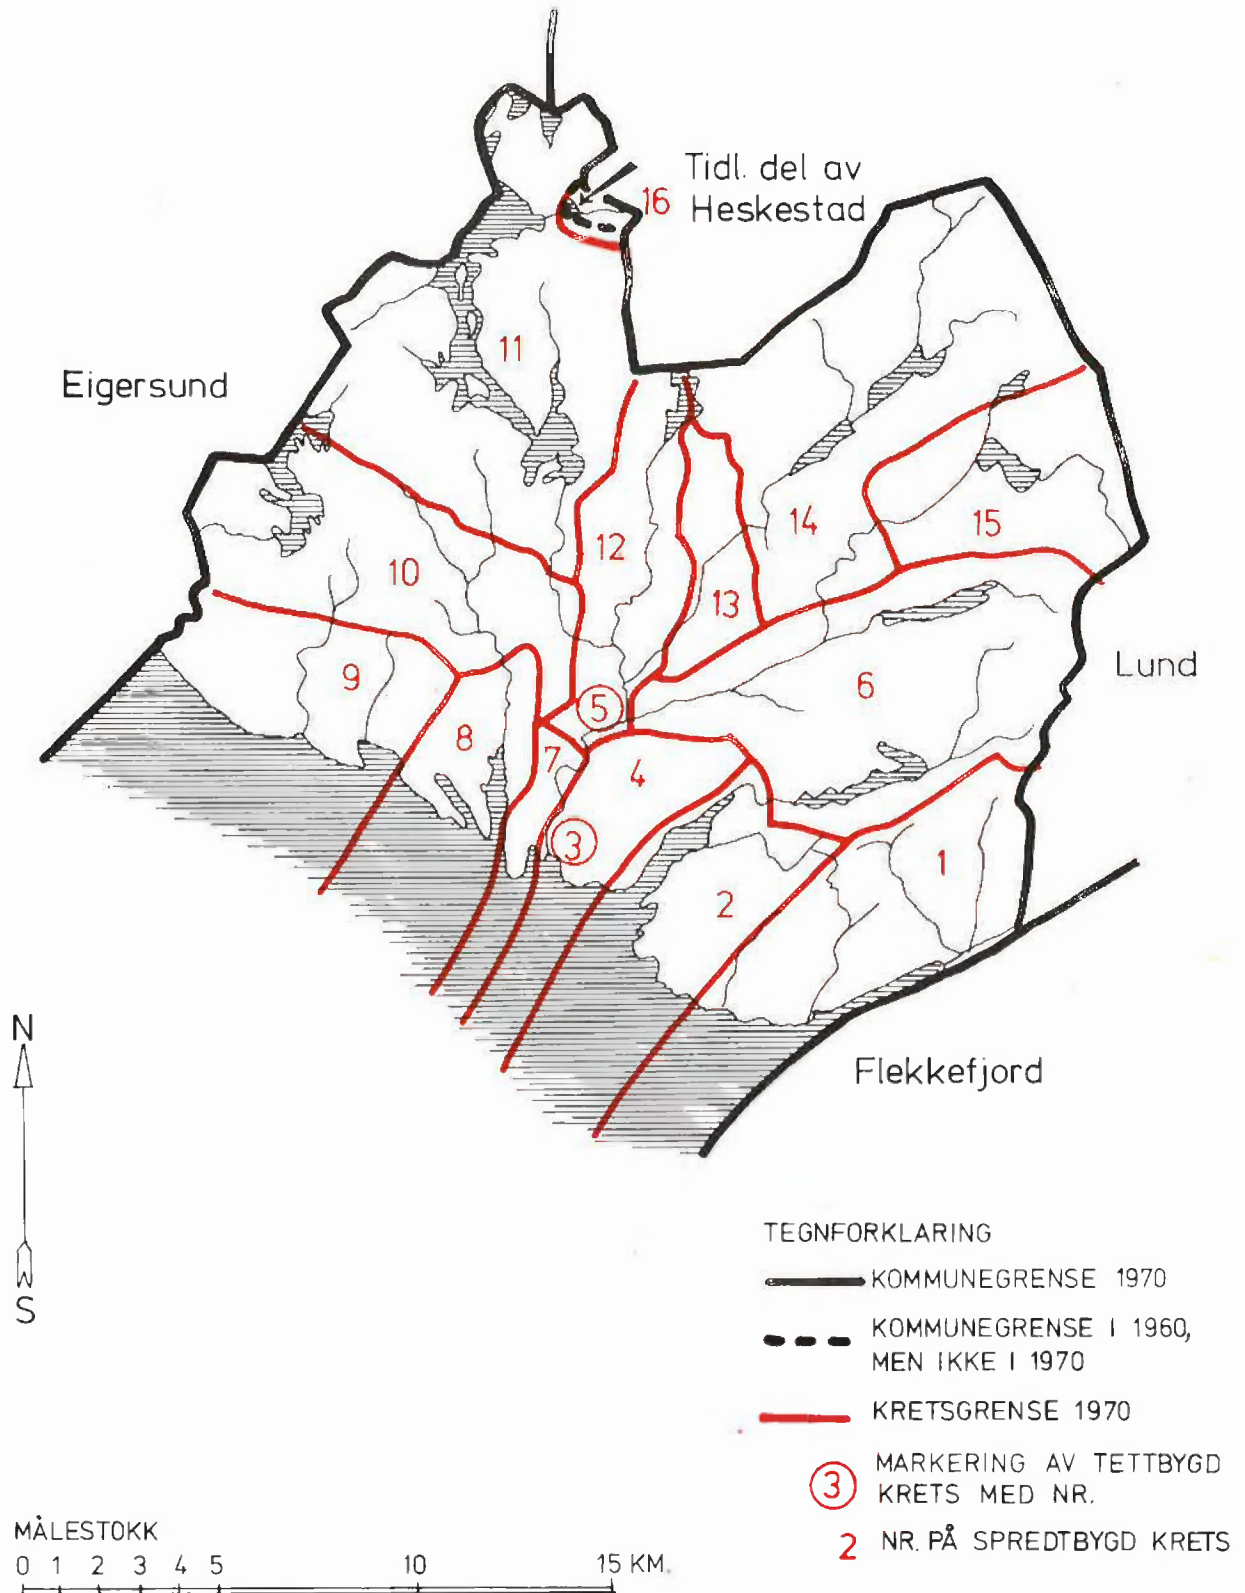 Tidl. del av
16 Heskestad
11
Eigersund
12
14
15
10
13
9
6
Lund
5
8
7
4
3
1
2
N
S
Flekkefjord
TEGNFORKLARING
KOMMUNEGRENSE 1970
KOMMUNEGRENSE I 1960,
MEN IKKE I 1970
KRETSGRENSE 1970
3 MARKERING AV TETTBYGD
KRETS MED NR.
2 NR. PÅ SPREDTBYGD KRETS
MÅLESTOKK
0 1 2 3 4 5 10 15 KM.